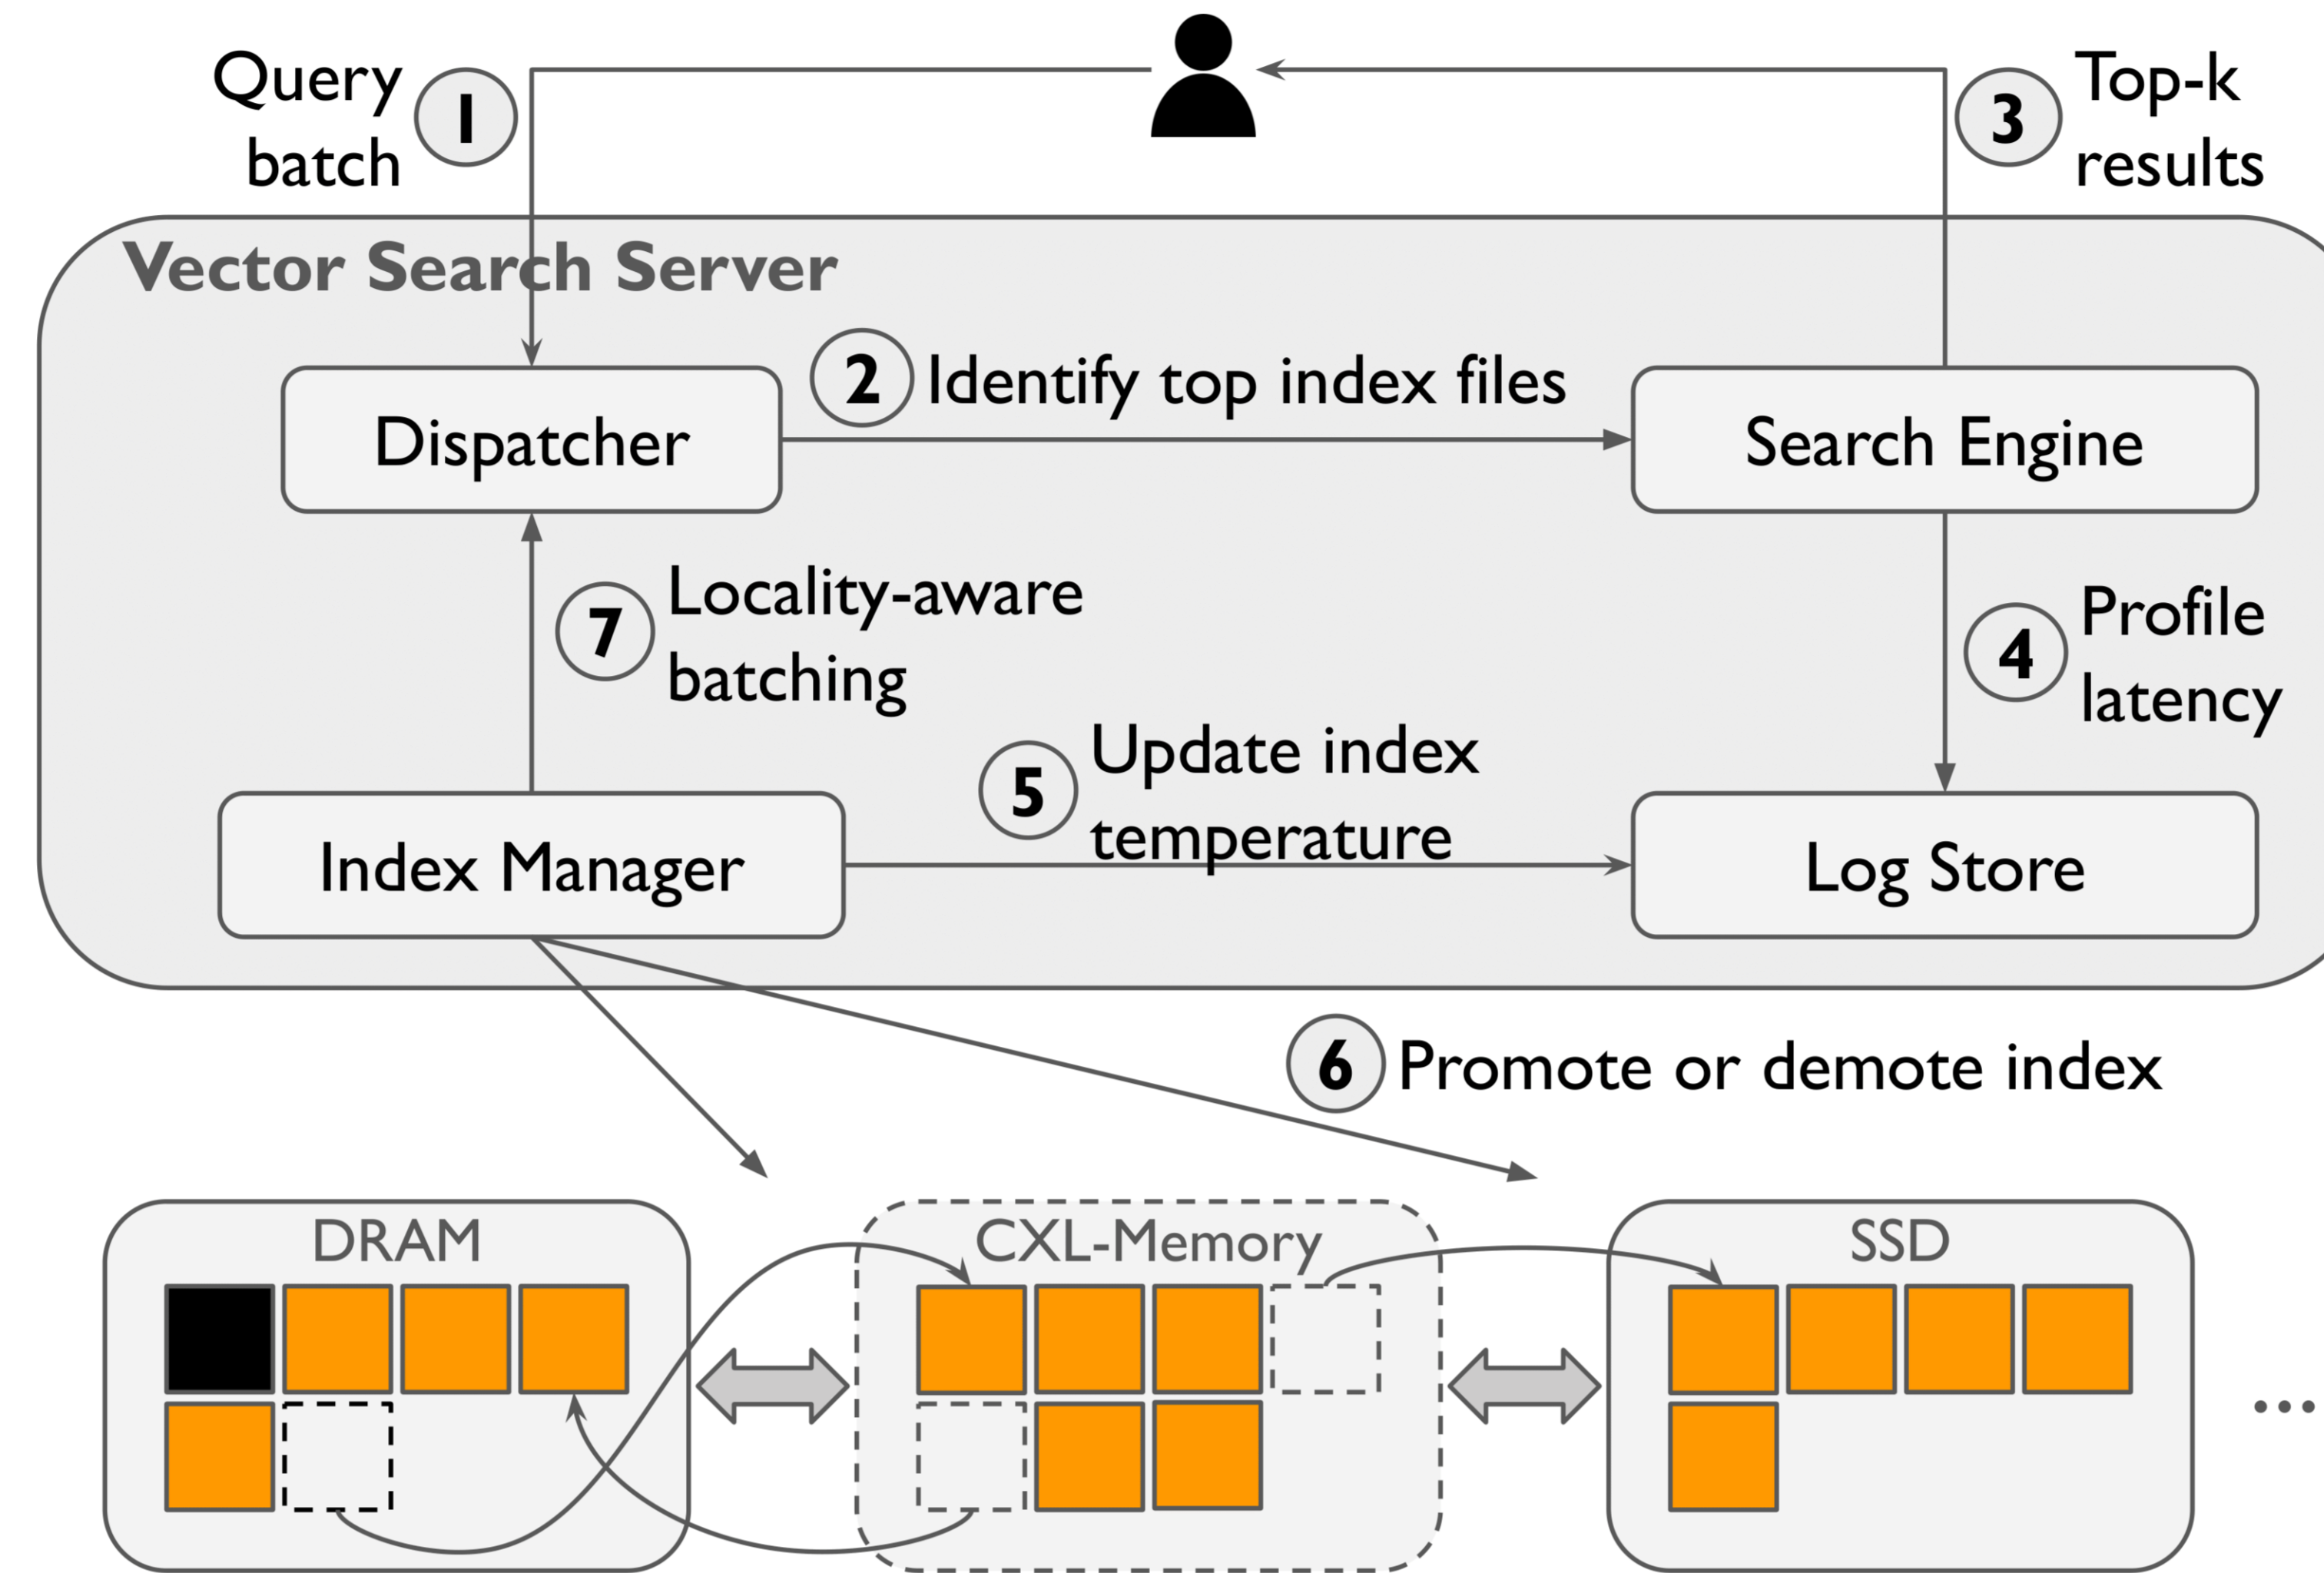 Query
batch
1
3
Top-k
results
Vector Search Server
2
Identify top index files
Dispatcher
Search Engine
7
Locality-aware
batching
4
Profile
latency
5
Update index
temperature
Index Manager
Log Store
6
Promote or demote index
DRAM
CXL-Memory
SSD
...